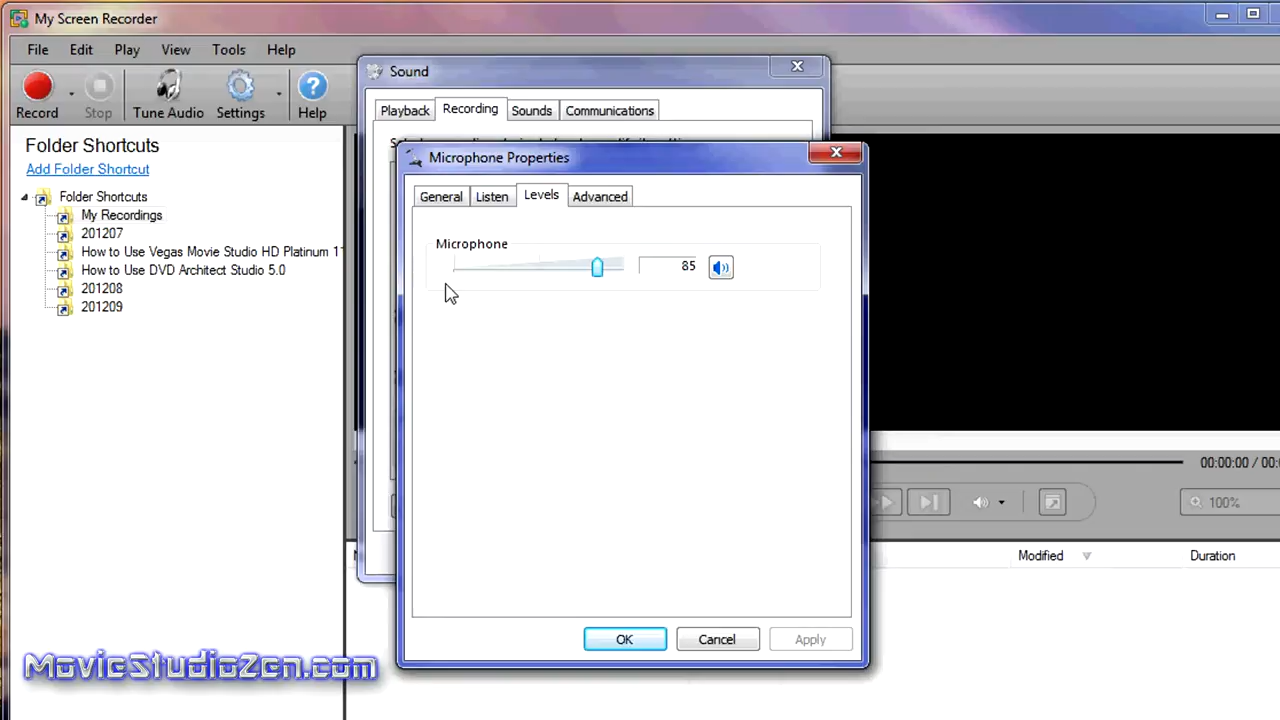 My Screen Recorder
File Edit Play View Tools Help
Record Stop Tune Audio Settings Help
Folder Shortcuts
Add Folder Shortcut
Folder Shortcuts
My Recordings
201207
How to Use Vegas Movie Studio HD Platinum 1
How to Use DVD Architect Studio 5.0
201208
201209
Sound
Playback Recording Sounds Communications
Microphone Properties
General Listen Levels Advanced
Microphone
85
OK Cancel Apply
00:00:00 / 00:
100%
Modified Duration
MovieStudioZen.com